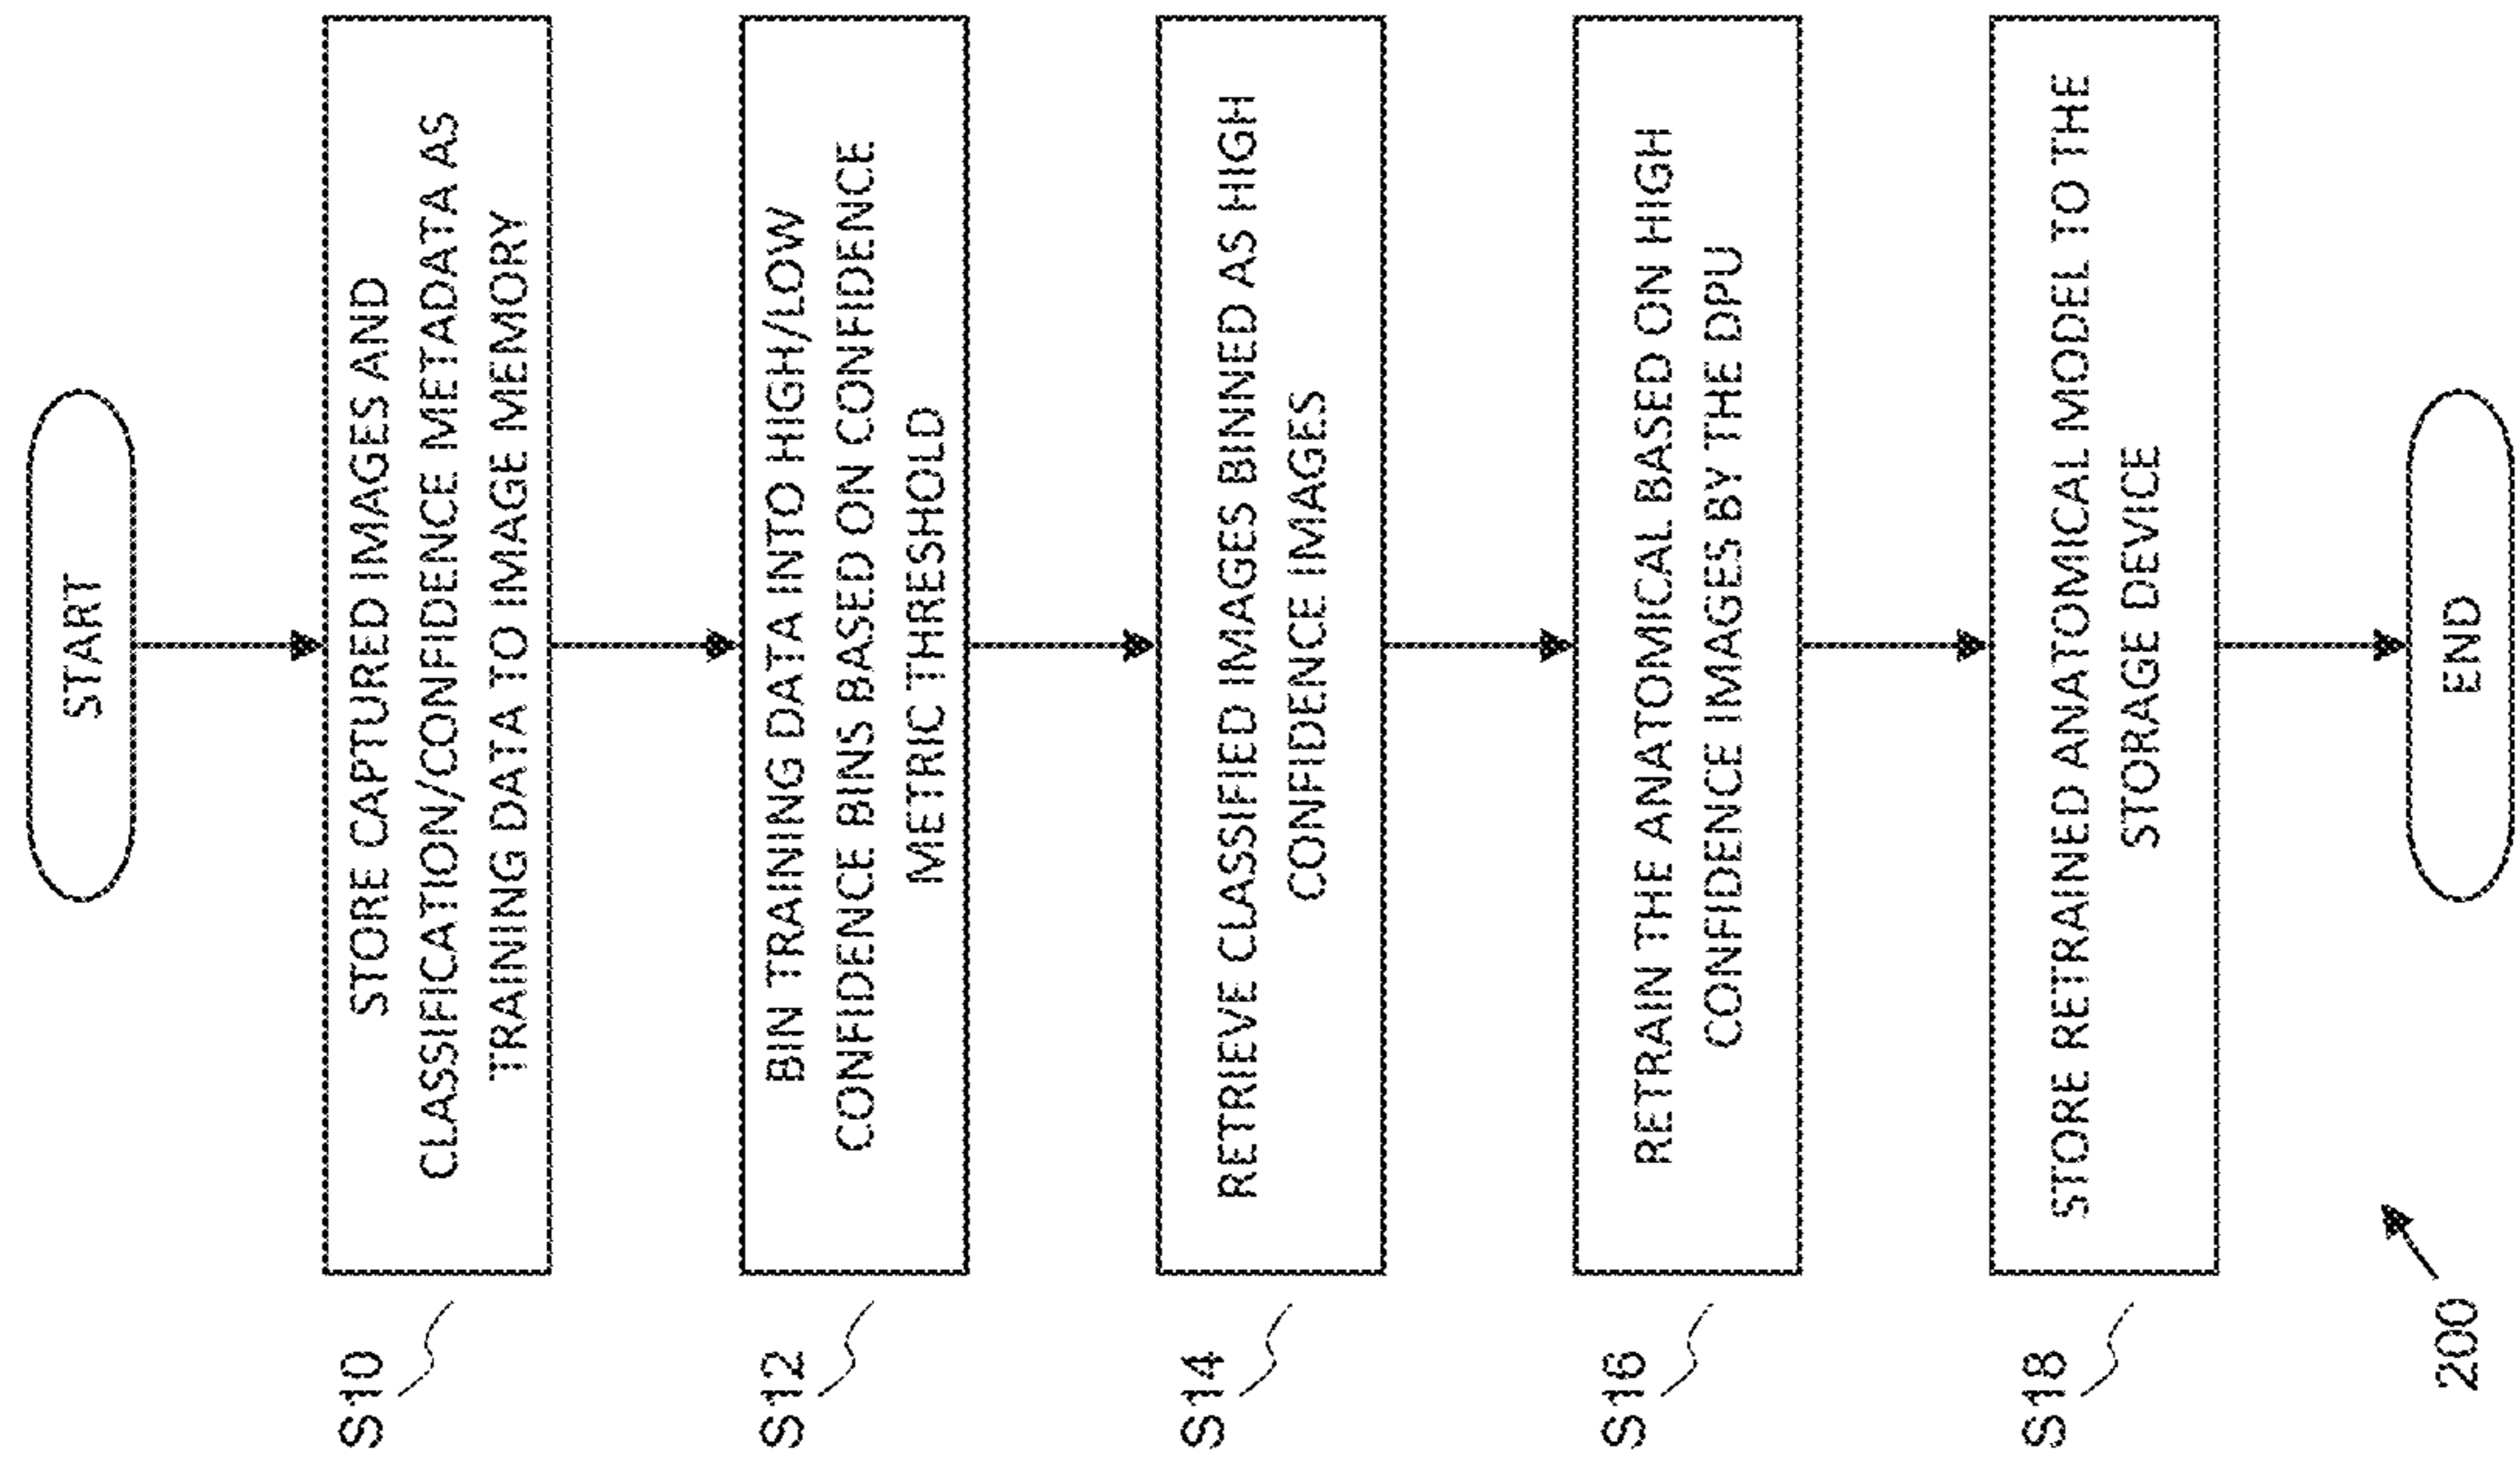 START
S10
STORE CAPTURED IMAGES AND
CLASSIFICATION/CONFIDENCE METADATA AS
TRAINING DATA TO IMAGE MEMORY
S12
BIN TRAINING DATA INTO HIGH/LOW
CONFIDENCE BINS BASED ON CONFIDENCE
METRIC THRESHOLD
S14
RETRIEVE CLASSIFIED IMAGES BINNED AS HIGH
CONFIDENCE IMAGES
S16
RETRAIN THE ANATOMICAL BASED ON HIGH
CONFIDENCE IMAGES BY THE DPU
S18
STORE RETRAINED ANATOMICAL MODEL TO THE
STORAGE DEVICE
200
END